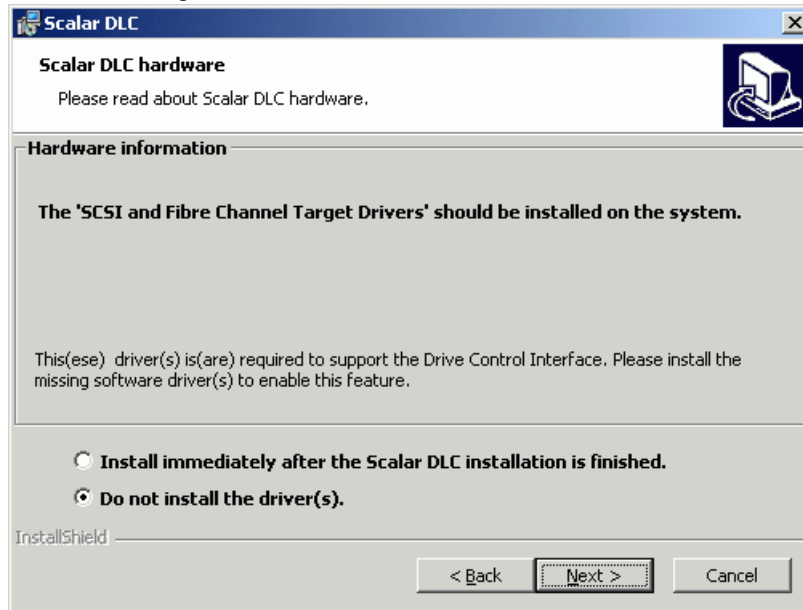 Scalar DLC
Scalar DLC hardware
Please read about Scalar DLC hardware.
Hardware information
The 'SCSI and Fibre Channel Target Drivers' should be installed on the system.
This(ese) driver(s) is(are) required to support the Drive Control Interface. Please install the
missing software driver(s) to enable this feature.
Install immediately after the Scalar DLC installation is finished.
Do not install the driver(s).
InstallShield
< Back Next > Cancel